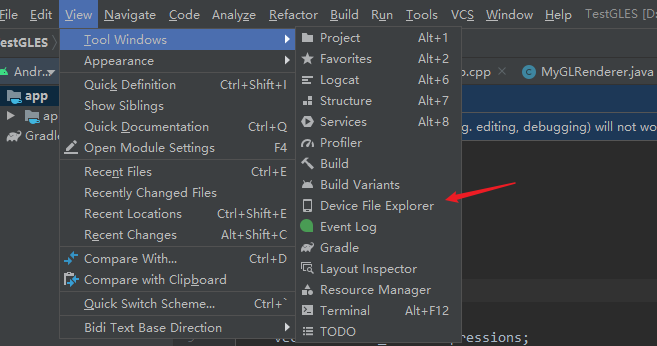 le Edit View Navigate Code Analyze Refactor Build Run Tools VCS Window Help TestGLES [D:
estGLES
Andr...
app
ap
Gradle
Tool Windows
Appearance
Quick Definition Ctrl+Shift+I
Show Siblings
Quick Documentation Ctrl+Q
Open Module Settings F4
Recent Files Ctrl+E
Recently Changed Files
Recent Locations Ctrl+Shift+E
Recent Changes Alt+Shift+C
Compare With... Ctrl+D
Compare with Clipboard
Quick Switch Scheme... Ctrl+`
Bidi Text Base Direction
Project Alt+1
Favorites Alt+2
Logcat Alt+6
Structure Alt+7
Services Alt+8
Profiler
Build
Build Variants
Device File Explorer
Event Log
Gradle
Layout Inspector
Resource Manager
Terminal Alt+F12
TODO
o.cpp
MyGLRenderer.java
g. editing, debugging) will not wo
pressions;